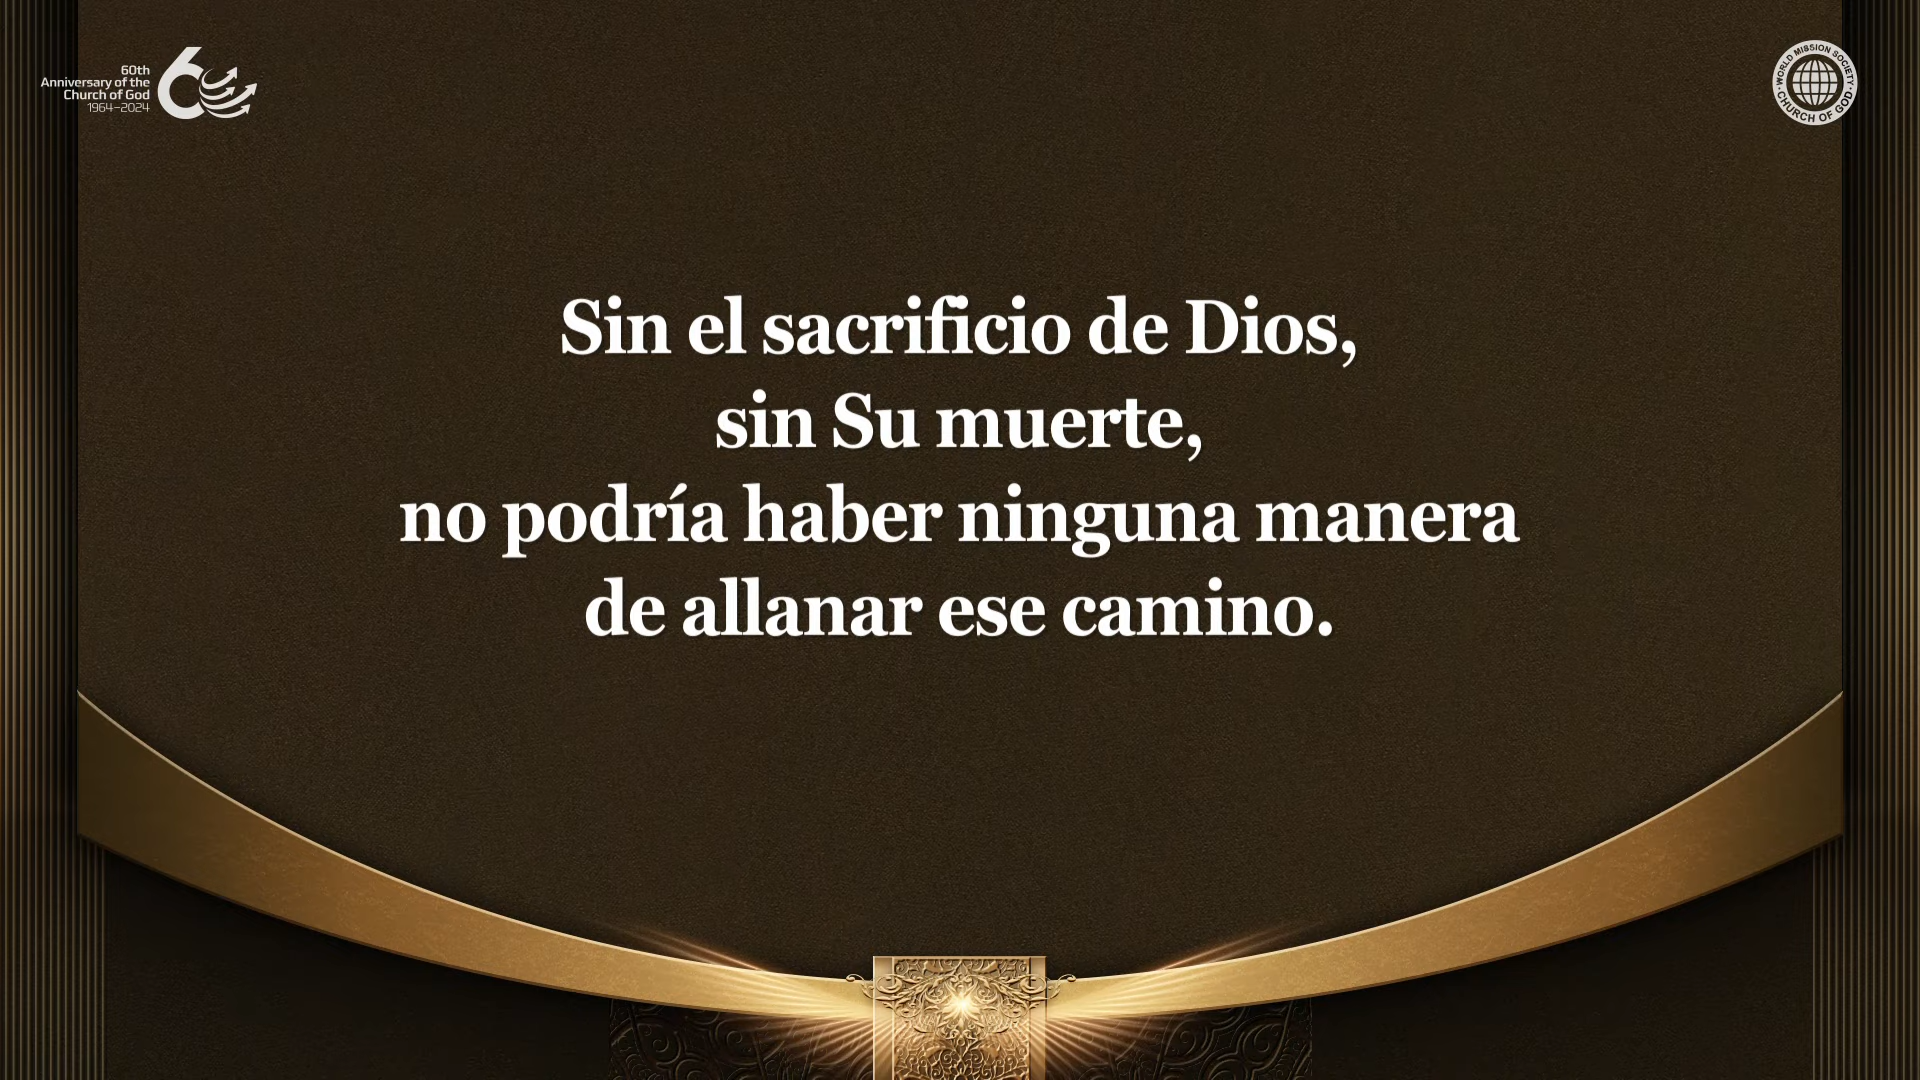 60th
Anniversary of the
Church of God
1964–2024
60
WORLD MISSION SOCIETY
CHURCH OF GOD
Sin el sacrificio de Dios,
sin Su muerte,
no podría haber ninguna manera
de allanar ese camino.